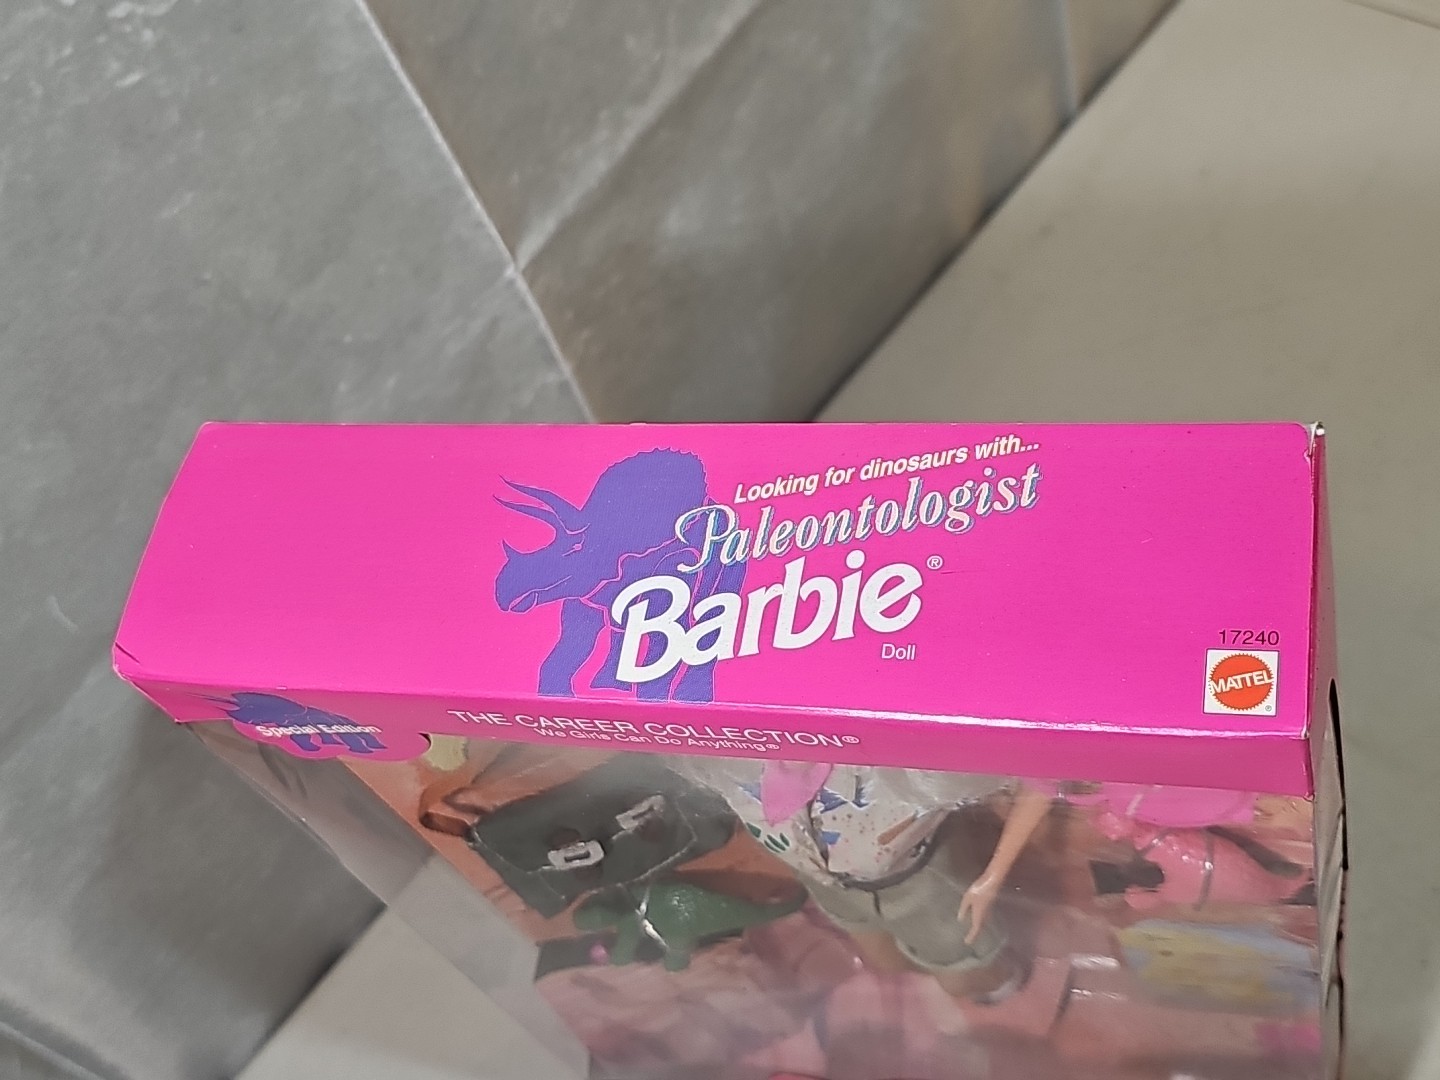 Looking for dinosaurs with...
Paleontologist
Barbie®
Doll
17240
MATTEL
®
Special Edition
THE CAREER COLLECTION®
We Girls Can Do Anything®